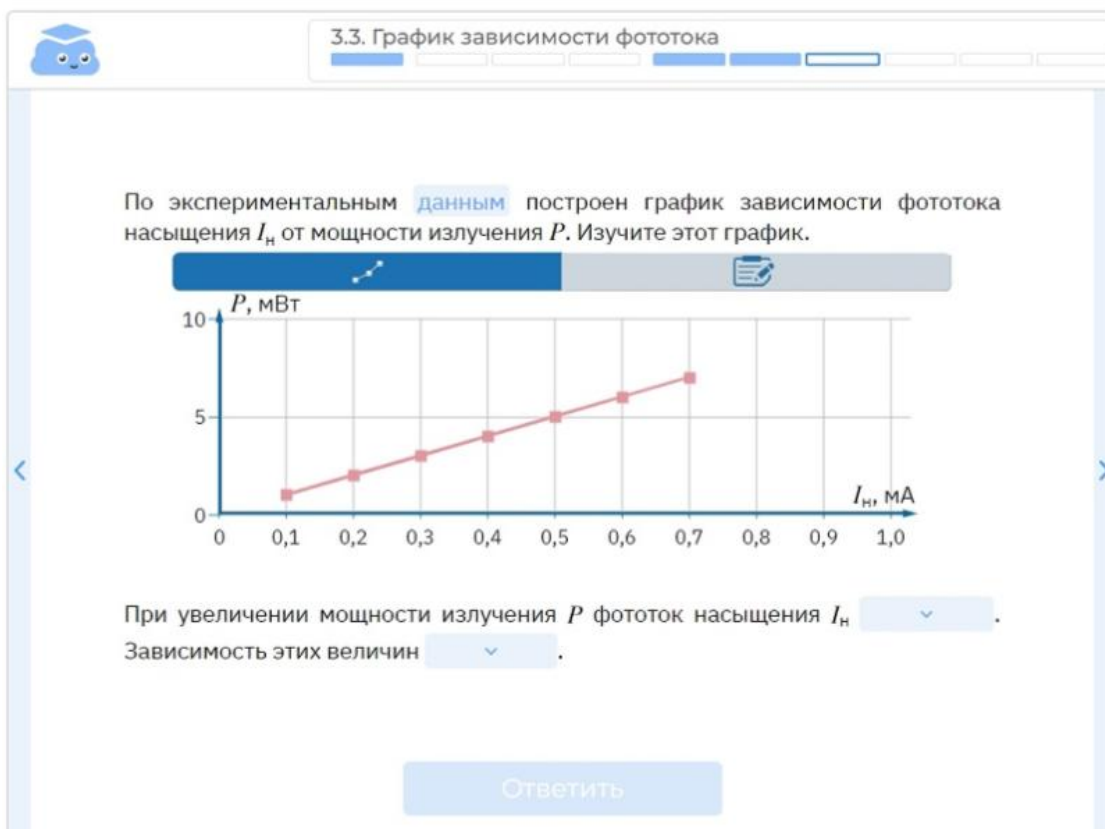 3.3. График зависимости фототока
По экспериментальным данным построен график зависимости фототока
насыщения Iн от мощности излучения P. Изучите этот график.
P, мВт
10
5
0
Iн, мА
0 0,1 0,2 0,3 0,4 0,5 0,6 0,7 0,8 0,9 1,0
При увеличении мощности излучения P фототок насыщения Iн .
Зависимость этих величин .
Ответить